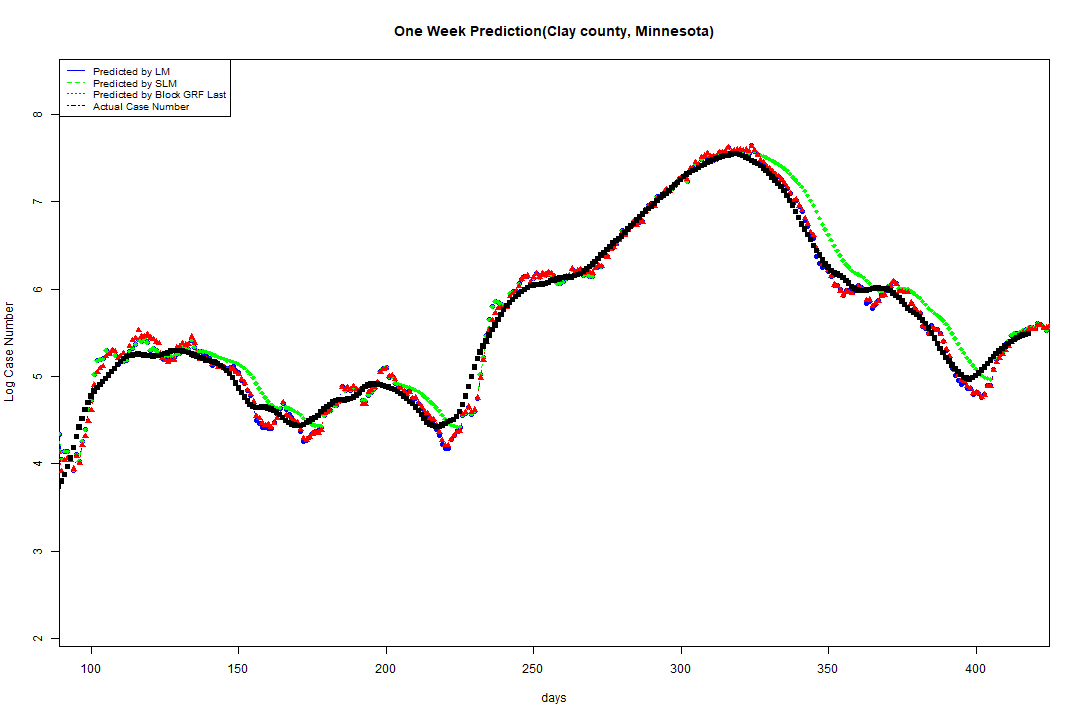 One Week Prediction(Clay county, Minnesota)
Predicted by LM
Predicted by SLM
Predicted by Block GRF Last
Actual Case Number
Log Case Number
8
7
6
5
4
3
2
100 150 200 250 300 350 400
days